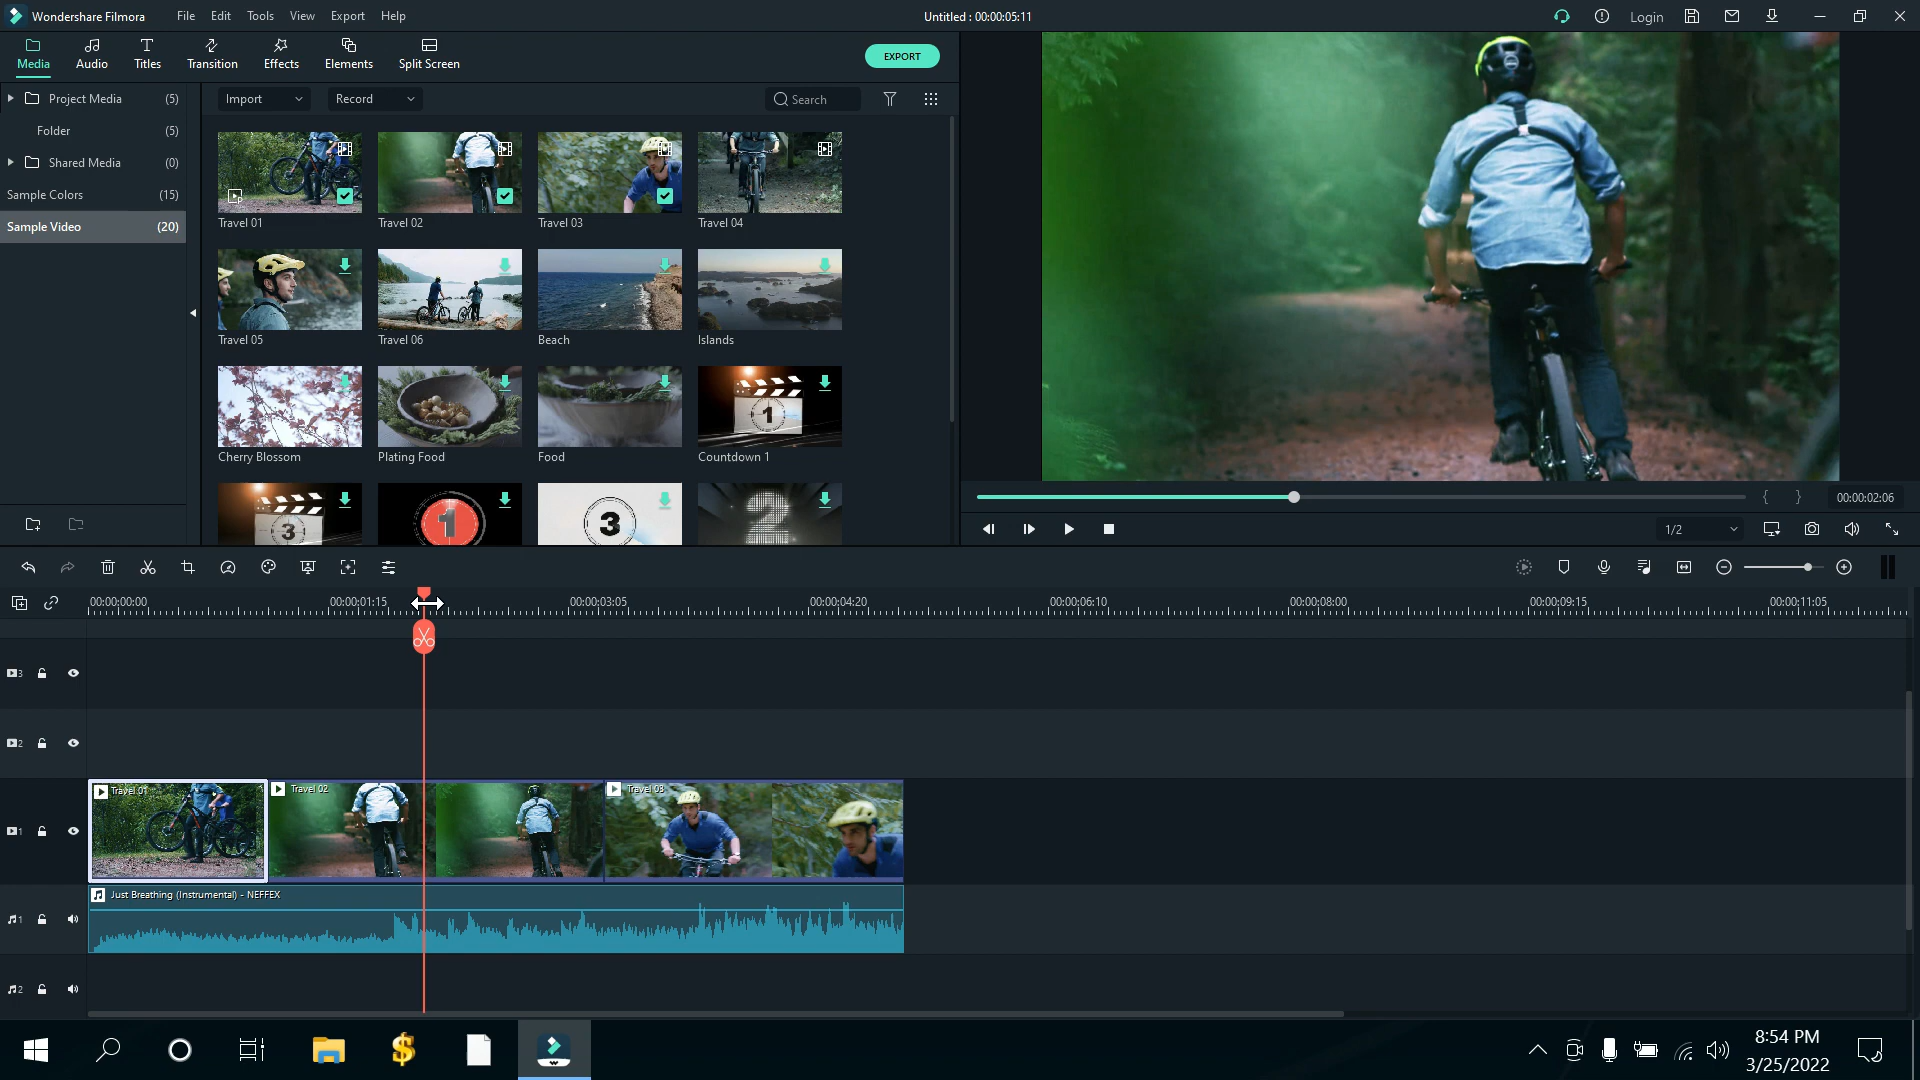 Wondershare Filmora File Edit Tools View Export Help Untitled : 00:00:05:11 Login
Media Audio Titles Transition Effects Elements Split Screen EXPORT
Project Media (5)
Folder (5)
Shared Media (0)
Sample Colors (15)
Sample Video (20)
Import Record Search
Travel 01 Travel 02 Travel 03 Travel 04
Travel 05 Travel 06 Beach Islands
1
Cherry Blossom Plating Food Food Countdown 1
3 1 3 2
{ } 00:00:02:06
1/2
00:00:00:00 00:00:01:15 00:00:03:05 00:00:04:20 00:00:06:10 00:00:08:00 00:00:09:15 00:00:11:05
3
2
Travel 01 Travel 02 Travel 03
1
Just Breathing (Instrumental) - NEFFEX
1
2
8:54 PM
3/25/2022